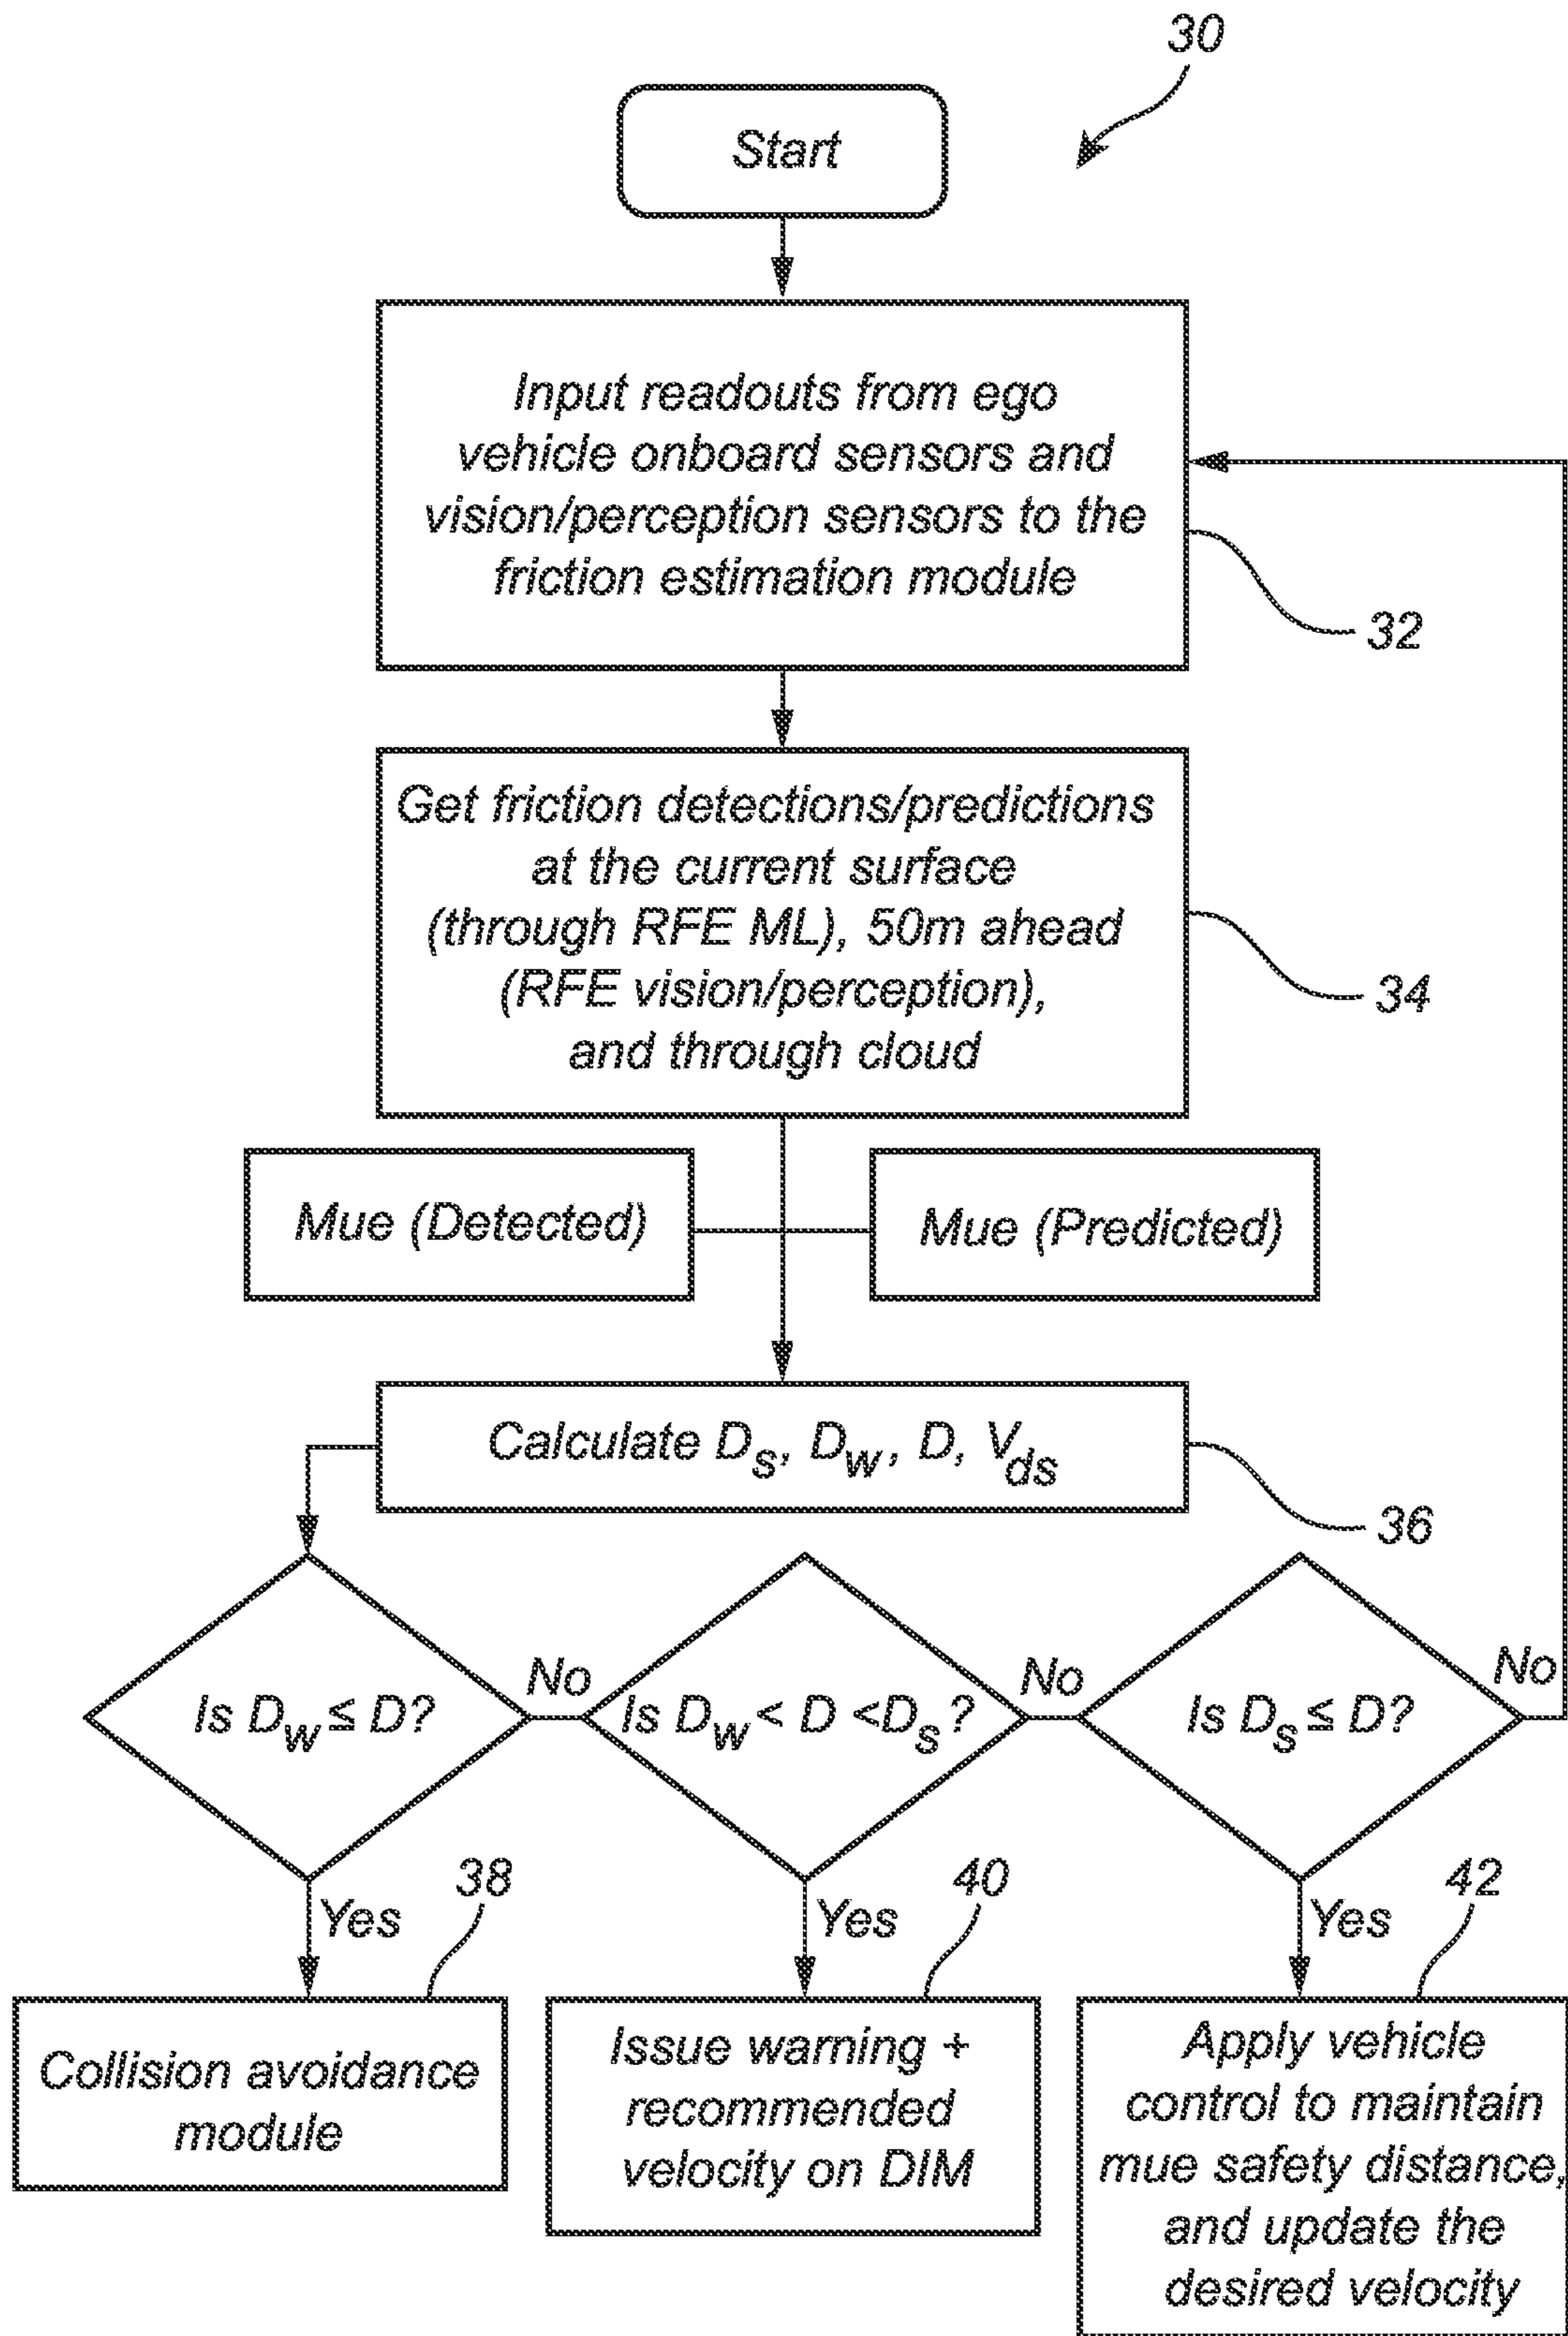 30
Start
Input readouts from ego
vehicle onboard sensors and
vision/perception sensors to the
friction estimation module
32
Get friction detections/predictions
at the current surface
(through RFE ML), 50m ahead
(RFE vision/perception),
and through cloud
34
Mue (Detected)
Mue (Predicted)
Calculate Ds, Dw, D, Vds
36
Is Dw ≤ D?
No
Is Dw < D <Ds?
No
Is Ds ≤ D?
No
Yes
38
Yes
40
Yes
42
Collision avoidance
module
Issue warning +
recommended
velocity on DIM
Apply vehicle
control to maintain
mue safety distance,
and update the
desired velocity